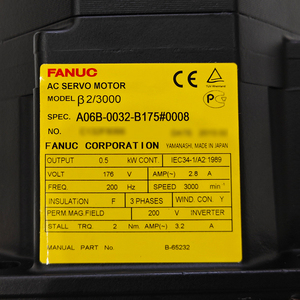 FANUC
AC SERVO MOTOR
MODEL β2/3000
SPEC. A06B-0032-B175#0008
NO.
FANUC CORPORATION YAMANASHI, MADE IN JAPAN
OUTPUT 0.5 kW CONT. IEC34-1/A2 1989
VOLT 176 V AMP(~) 2.8 A
FREQ. 200 Hz SPEED 3000 min⁻¹
INSULATION F 3 PHASES WIND. CON. Y
PERM.MAG.FIELD 200 V INVERTER
STALL TRQ. 2 Nm AMP(~) 3.2 A
MANUAL PART NO. B-65232